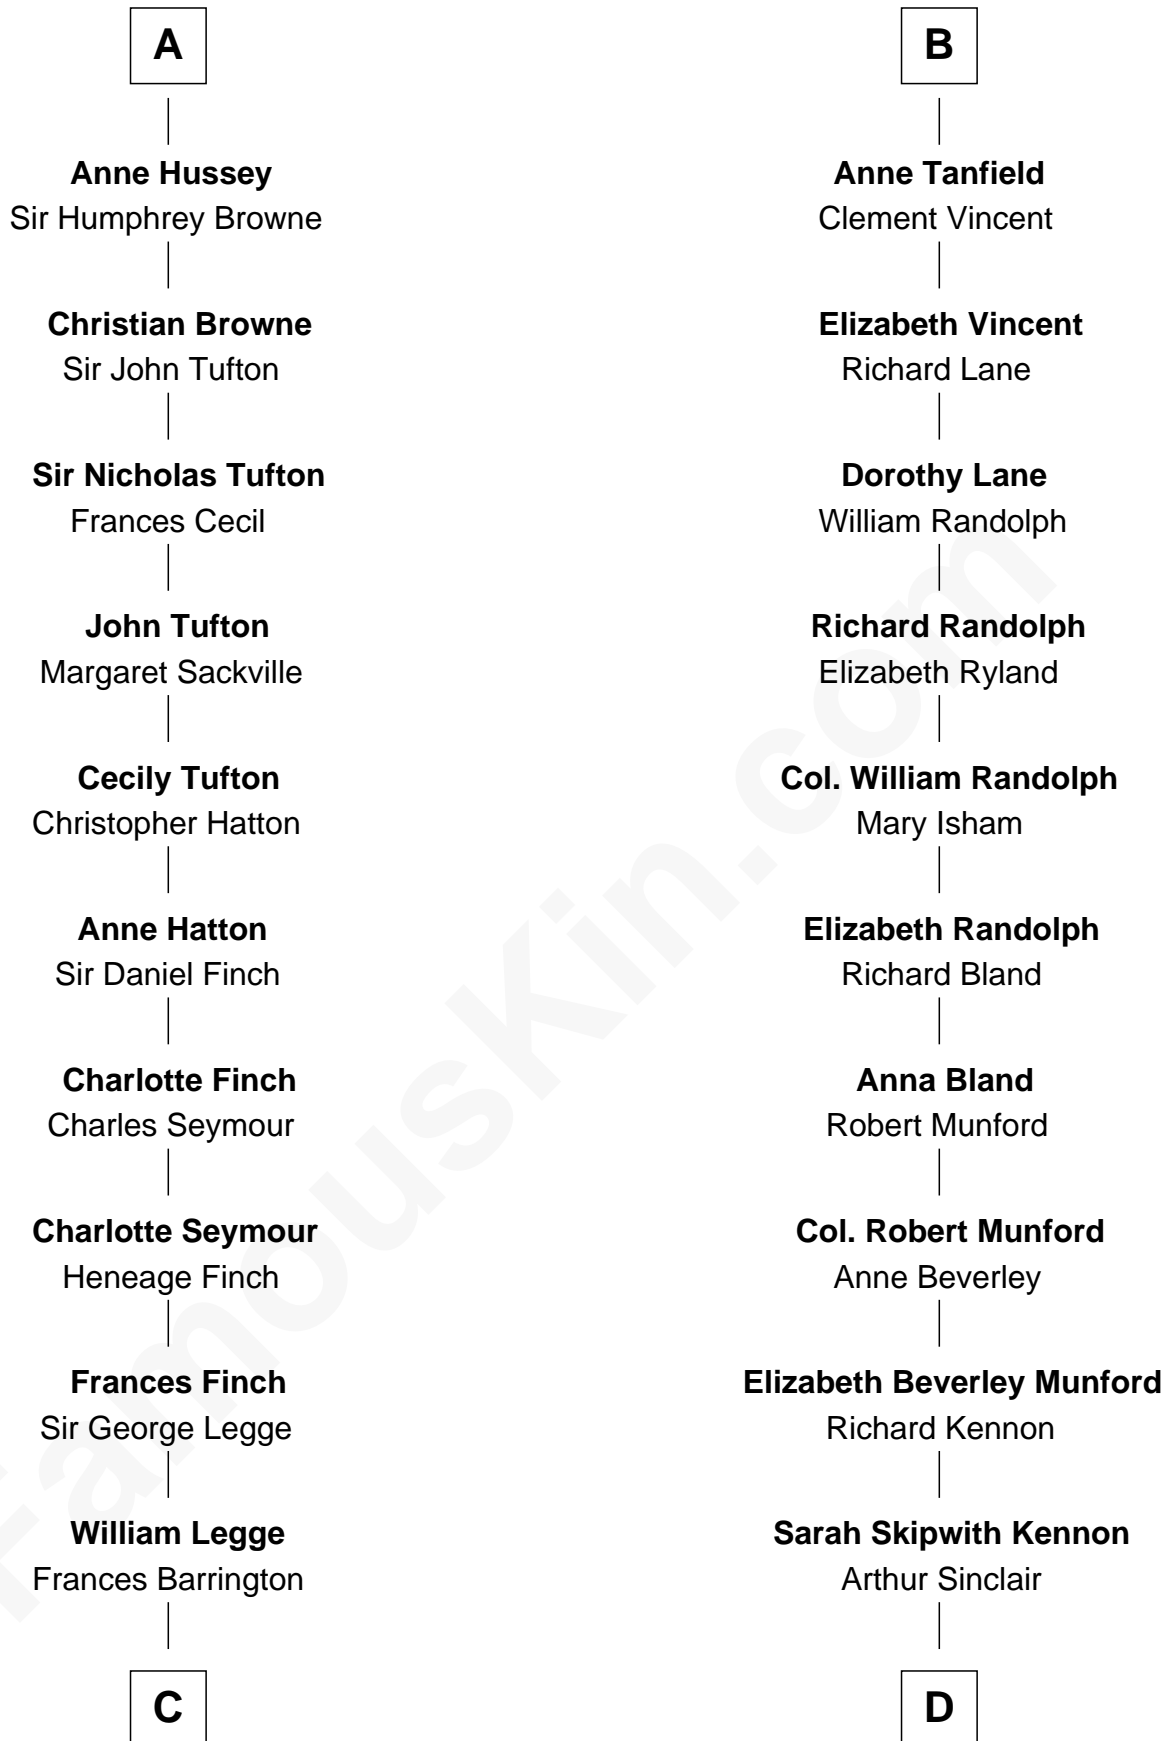 A
Anne Hussey
Sir Humphrey Browne
Christian Browne
Sir John Tufton
Sir Nicholas Tufton
Frances Cecil
John Tufton
Margaret Sackville
Cecily Tufton
Christopher Hatton
Anne Hatton
Sir Daniel Finch
Charlotte Finch
Charles Seymour
Charlotte Seymour
Heneage Finch
Frances Finch
Sir George Legge
William Legge
Frances Barrington
C
B
Anne Tanfield
Clement Vincent
Elizabeth Vincent
Richard Lane
Dorothy Lane
William Randolph
Richard Randolph
Elizabeth Ryland
Col. William Randolph
Mary Isham
Elizabeth Randolph
Richard Bland
Anna Bland
Robert Munford
Col. Robert Munford
Anne Beverley
Elizabeth Beverley Munford
Richard Kennon
Sarah Skipwith Kennon
Arthur Sinclair
D
FamousKin.com